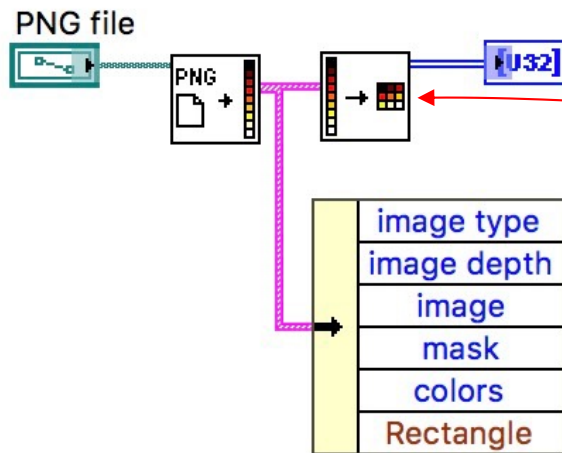 PNG file
PNG
[U32]
image type
image depth
image
mask
colors
Rectangle